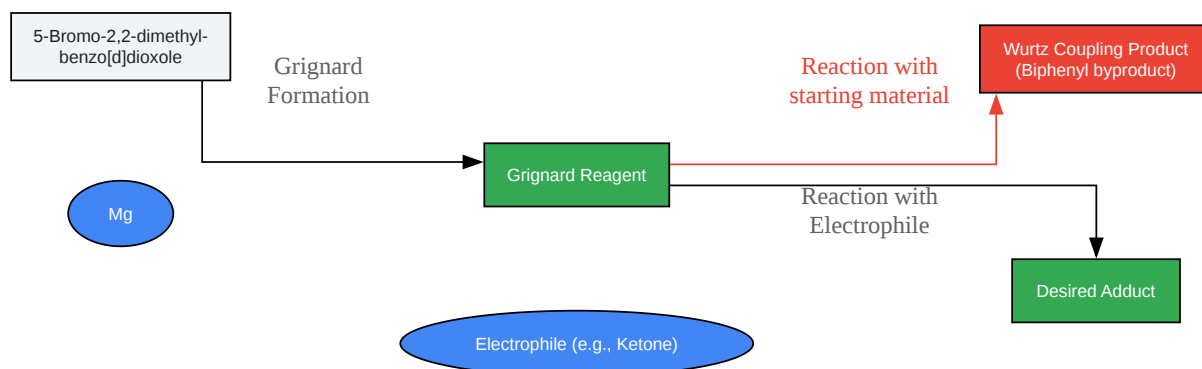 5-Bromo-2,2-dimethyl-
benzo[d]dioxole
Grignard
Formation
Mg
Grignard Reagent
Reaction with
starting material
Wurtz Coupling Product
(Biphenyl byproduct)
Reaction with
Electrophile
Desired Adduct
Electrophile (e.g., Ketone)